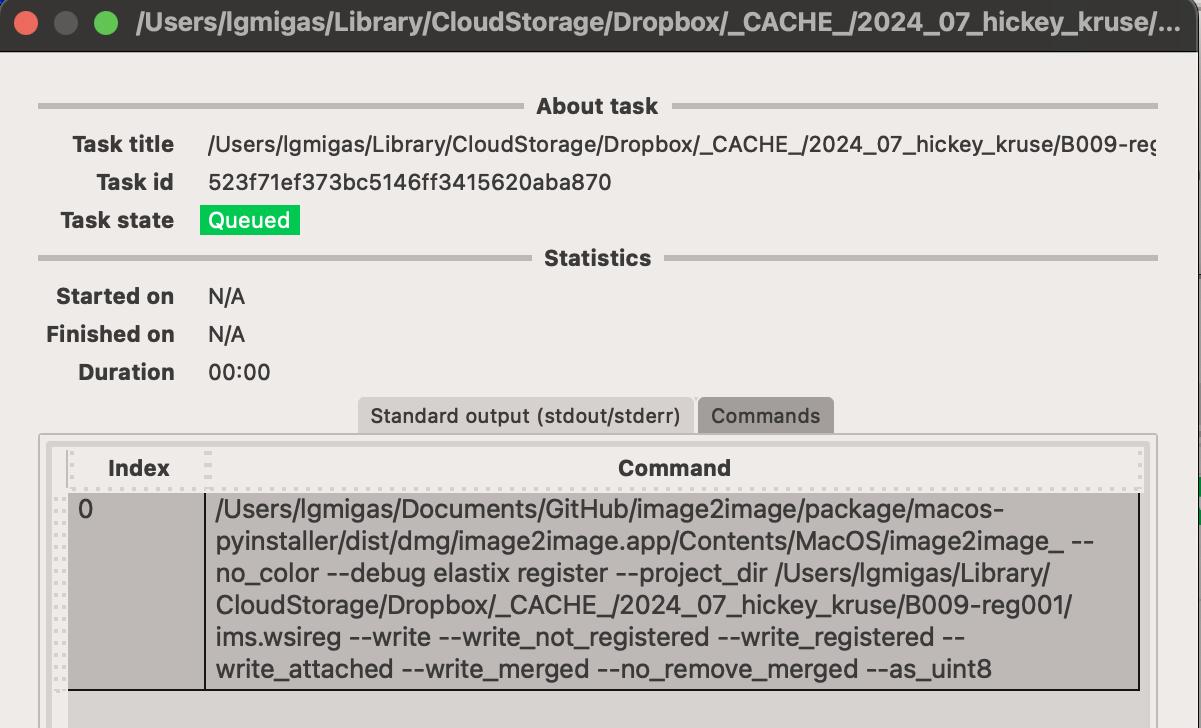 /Users/lgmigas/Library/CloudStorage/Dropbox/_CACHE_/2024_07_hickey_kruse/...
About task
Task title /Users/lgmigas/Library/CloudStorage/Dropbox/_CACHE_/2024_07_hickey_kruse/B009-reg
Task id 523f71ef373bc5146ff3415620aba870
Task state Queued
Statistics
Started on N/A
Finished on N/A
Duration 00:00
Standard output (stdout/stderr) Commands
Index Command
0 /Users/lgmigas/Documents/GitHub/image2image/package/macos-
pyinstaller/dist/dmg/image2image.app/Contents/MacOS/image2image_ --
no_color --debug elastix register --project_dir /Users/lgmigas/Library/
CloudStorage/Dropbox/_CACHE_/2024_07_hickey_kruse/B009-reg001/
ims.wsireg --write --write_not_registered --write_registered --
write_attached --write_merged --no_remove_merged --as_uint8